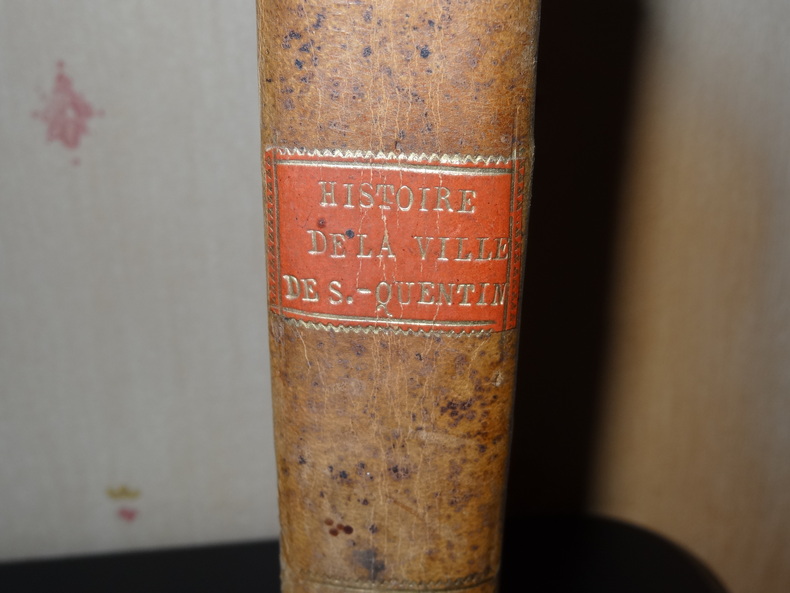 HISTOIRE
DE LA VILLE
DE S.-QUENTIN